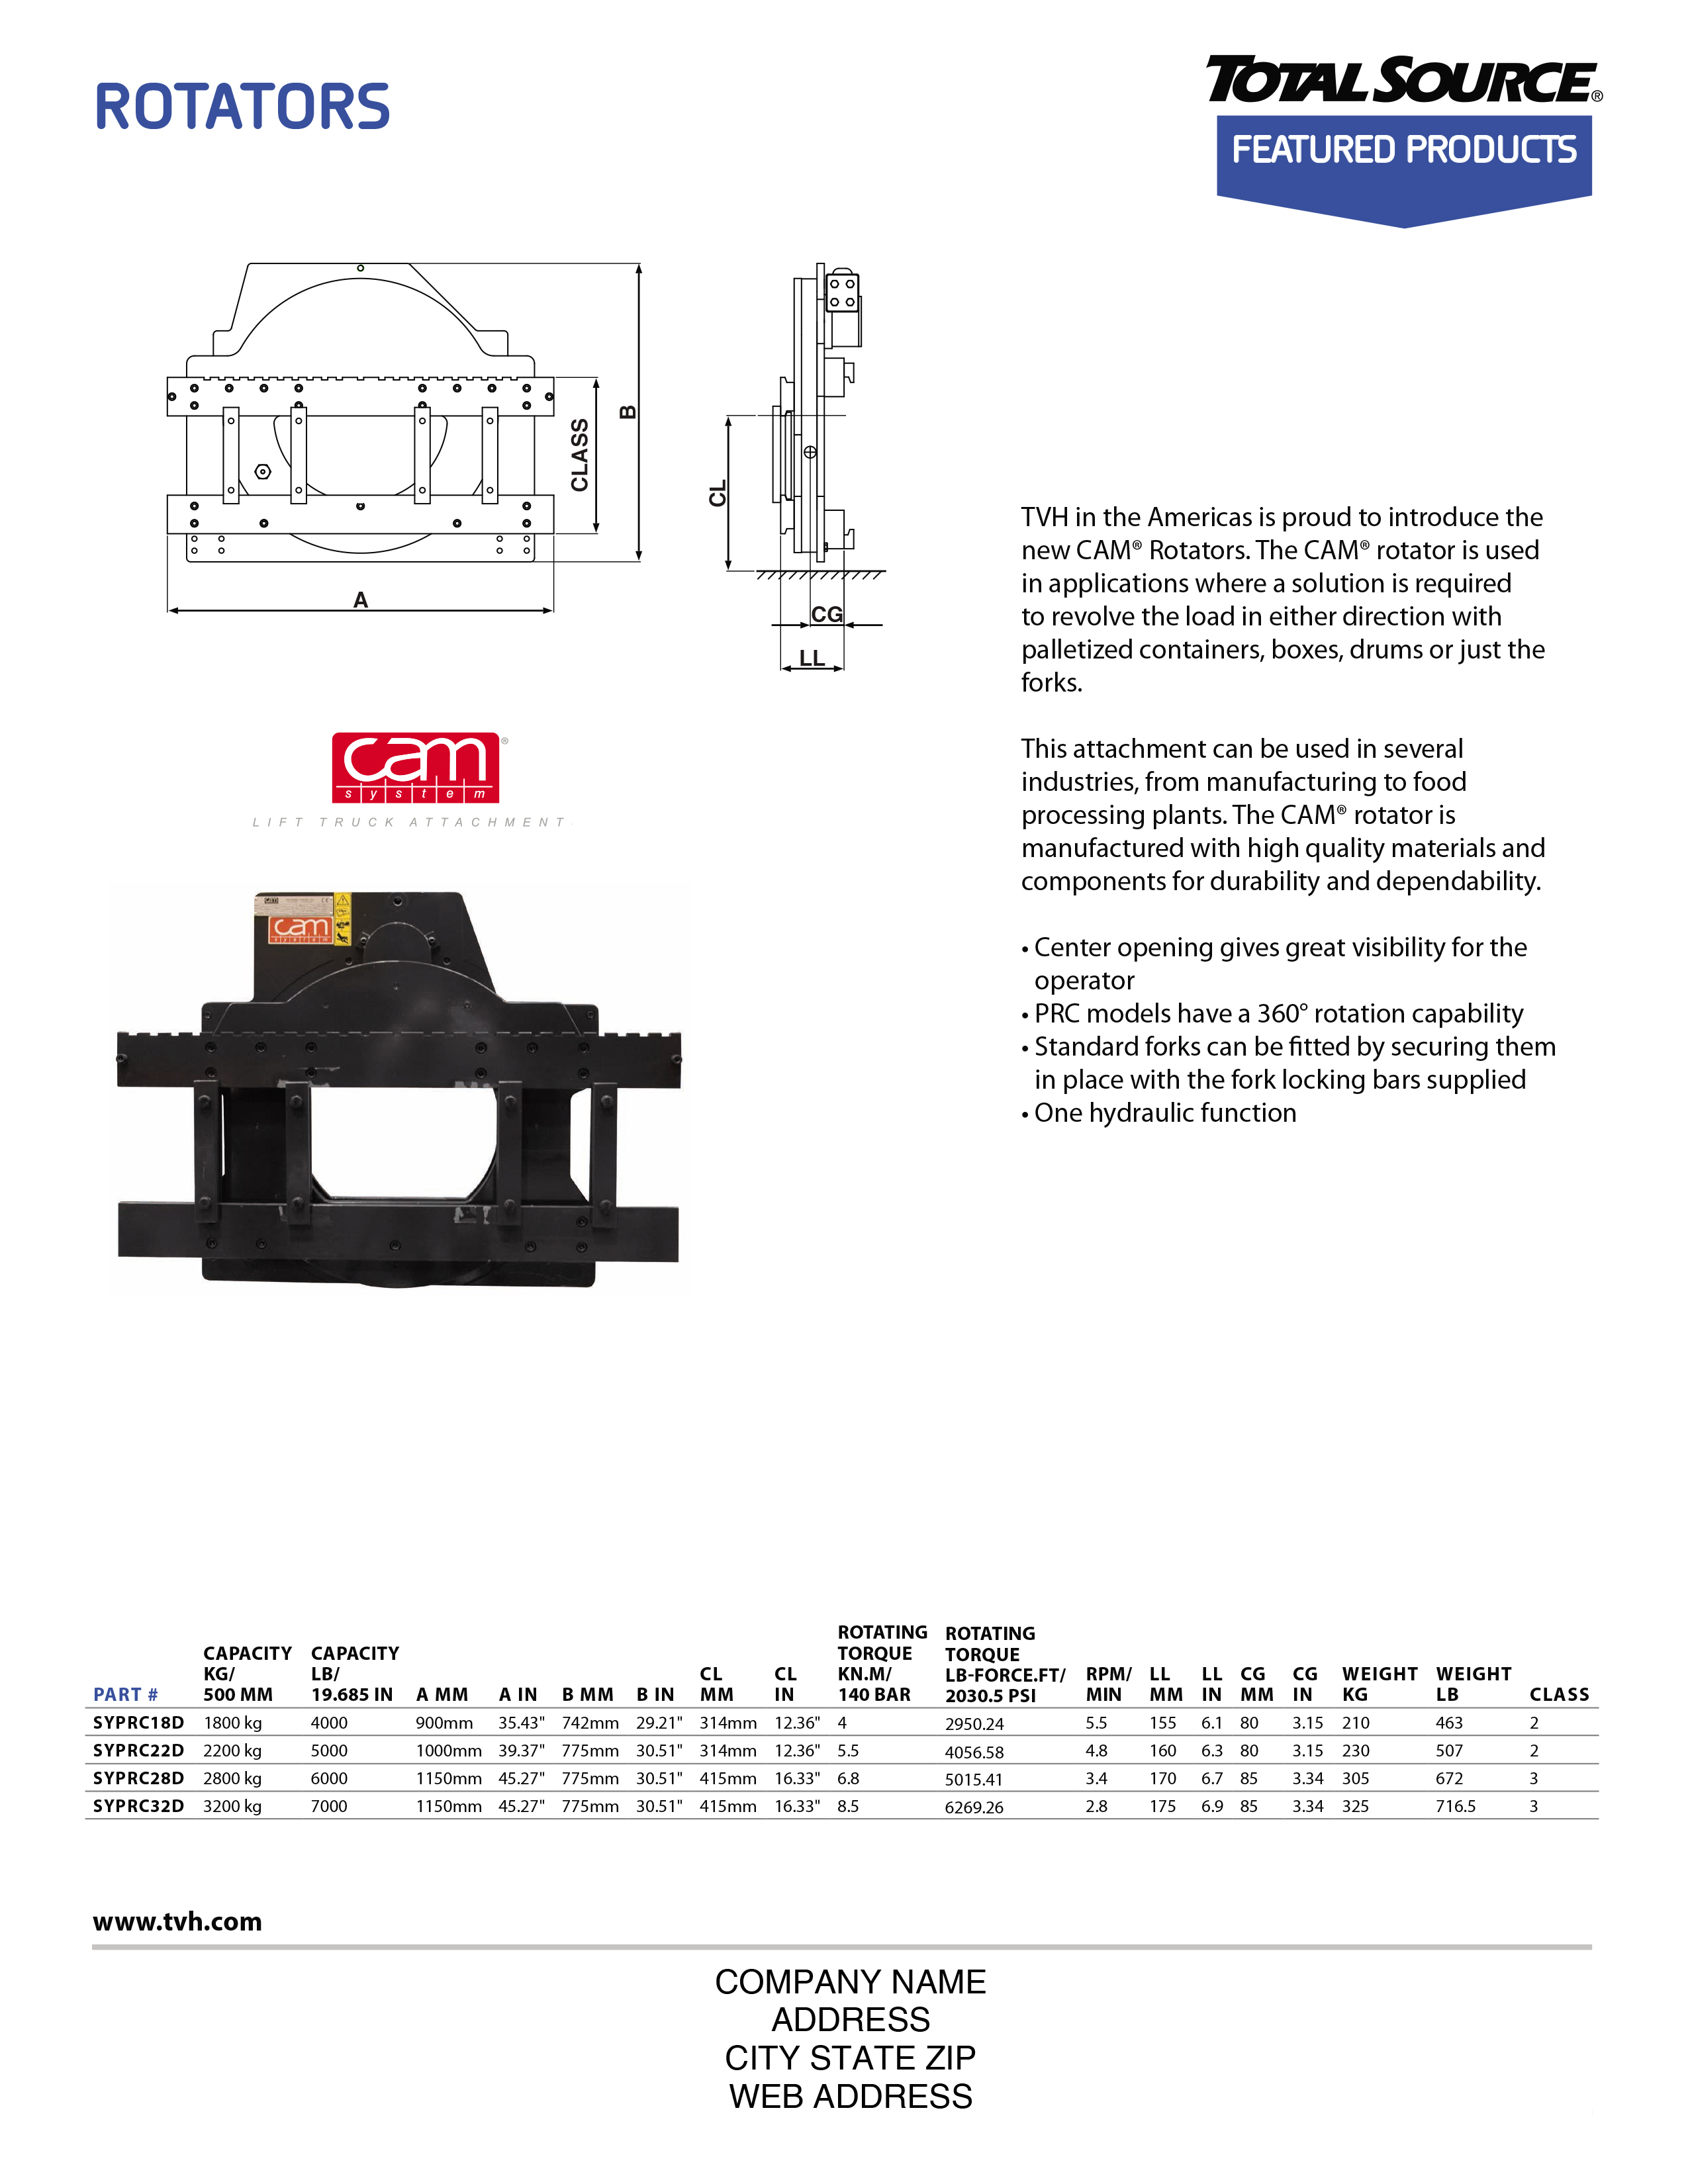 ROTATORS
TOTALSOURCE®
FEATURED PRODUCTS
B
CLASS
A
CL
CG
LL
cam®
system
LIFT TRUCK ATTACHMENT
TVH in the Americas is proud to introduce the
new CAM® Rotators. The CAM® rotator is used
in applications where a solution is required
to revolve the load in either direction with
palletized containers, boxes, drums or just the
forks.
This attachment can be used in several
industries, from manufacturing to food
processing plants. The CAM® rotator is
manufactured with high quality materials and
components for durability and dependability.
• Center opening gives great visibility for the
operator
• PRC models have a 360° rotation capability
• Standard forks can be fitted by securing them
in place with the fork locking bars supplied
• One hydraulic function
cam
system
PART # CAPACITY KG/ 500 MM CAPACITY LB/ 19.685 IN A MM A IN B MM B IN CL MM CL IN ROTATING TORQUE KN.M/ 140 BAR ROTATING TORQUE LB-FORCE.FT/ 2030.5 PSI RPM/ MIN LL MM LL IN CG MM CG IN WEIGHT KG WEIGHT LB CLASS
SYPRC18D 1800 kg 4000 900mm 35.43" 742mm 29.21" 314mm 12.36" 4 2950.24 5.5 155 6.1 80 3.15 210 463 2
SYPRC22D 2200 kg 5000 1000mm 39.37" 775mm 30.51" 314mm 12.36" 5.5 4056.58 4.8 160 6.3 80 3.15 230 507 2
SYPRC28D 2800 kg 6000 1150mm 45.27" 775mm 30.51" 415mm 16.33" 6.8 5015.41 3.4 170 6.7 85 3.34 305 672 3
SYPRC32D 3200 kg 7000 1150mm 45.27" 775mm 30.51" 415mm 16.33" 8.5 6269.26 2.8 175 6.9 85 3.34 325 716.5 3
www.tvh.com
COMPANY NAME
ADDRESS
CITY STATE ZIP
WEB ADDRESS